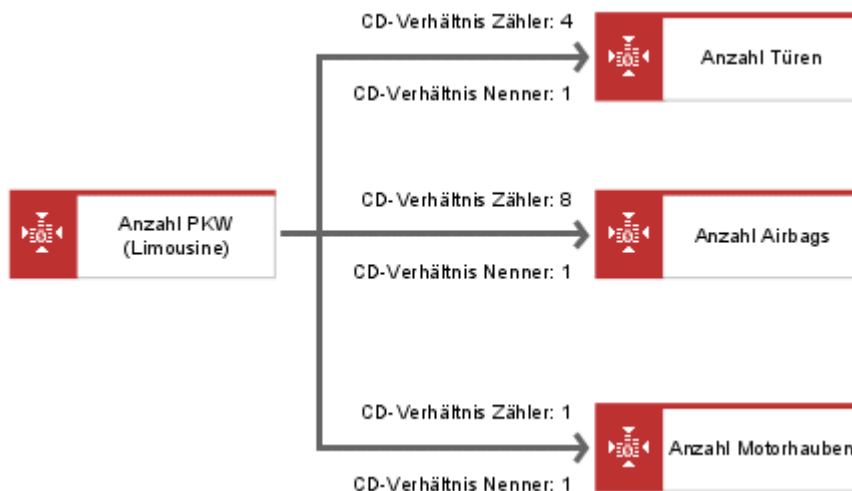 CD-Verhältnis Zähler: 4
Anzahl Türen
CD-Verhältnis Nenner: 1
CD-Verhältnis Zähler: 8
Anzahl PKW
(Limousine)
Anzahl Airbags
CD-Verhältnis Nenner: 1
CD-Verhältnis Zähler: 1
Anzahl Motorhauben
CD-Verhältnis Nenner: 1